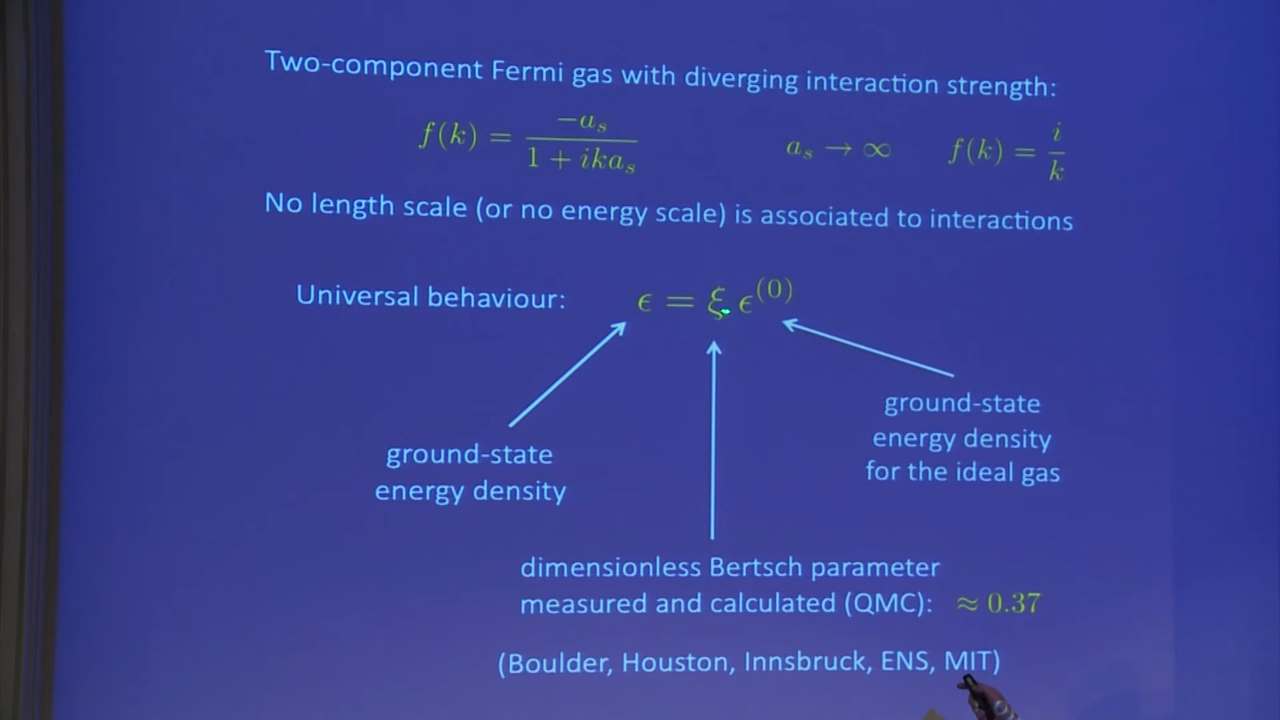 Two-component Fermi gas with diverging interaction strength:
f(k) = −a_s / (1 + ika_s)    a_s → ∞    f(k) = i/k
No length scale (or no energy scale) is associated to interactions
Universal behaviour:    ϵ = ξ ϵ^(0)
ground-state
energy density
for the ideal gas
ground-state
energy density
dimensionless Bertsch parameter
measured and calculated (QMC):    ≈ 0.37
(Boulder, Houston, Innsbruck, ENS, MIT)